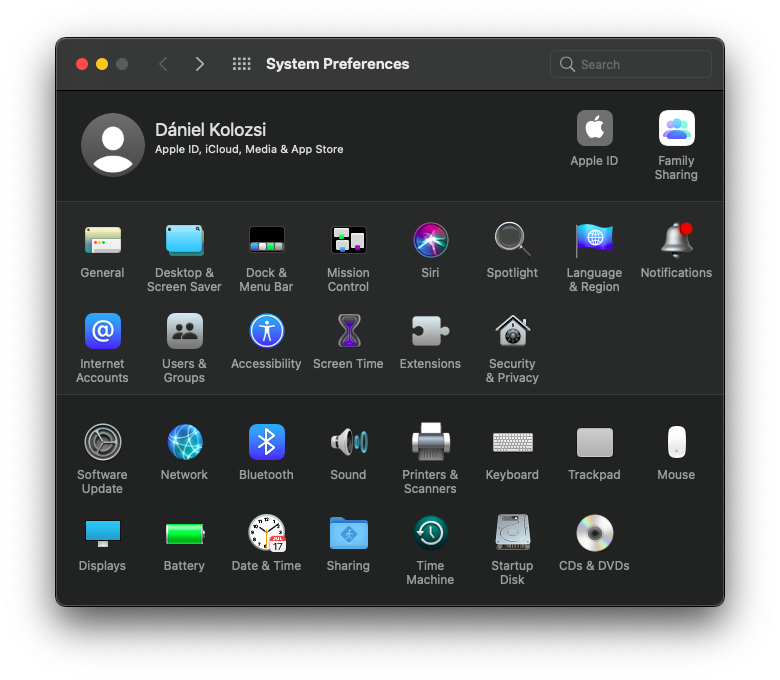 System Preferences
Search
Dániel Kolozsi
Apple ID, iCloud, Media & App Store
Apple ID
Family
Sharing
General
Desktop &
Screen Saver
Dock &
Menu Bar
Mission
Control
Siri
Spotlight
Language
& Region
Notifications
@
Internet
Accounts
Users &
Groups
Accessibility
Screen Time
Extensions
Security
& Privacy
Software
Update
Network
Bluetooth
Sound
Printers &
Scanners
Keyboard
Trackpad
Mouse
JUL
17
Displays
Battery
Date & Time
Sharing
Time
Machine
Startup
Disk
CDs & DVDs